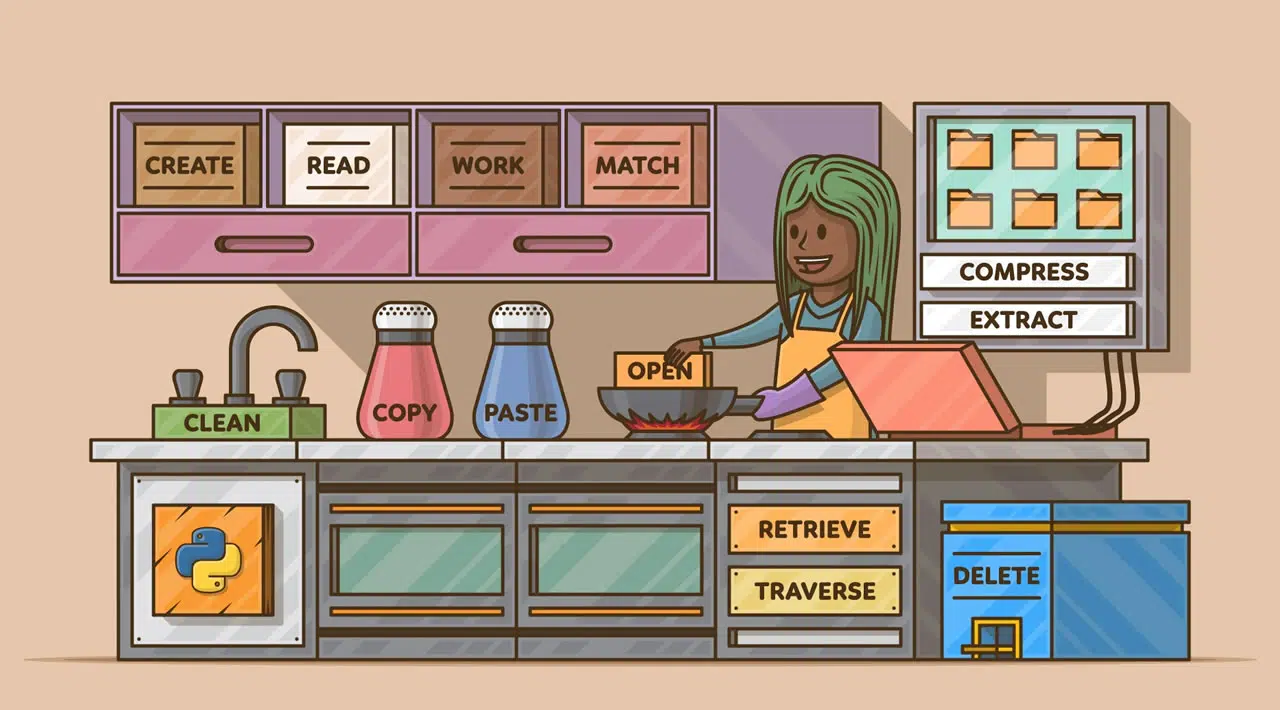 CREATE
READ
WORK
MATCH
COMPRESS
EXTRACT
OPEN
CLEAN
COPY
PASTE
RETRIEVE
TRAVERSE
DELETE